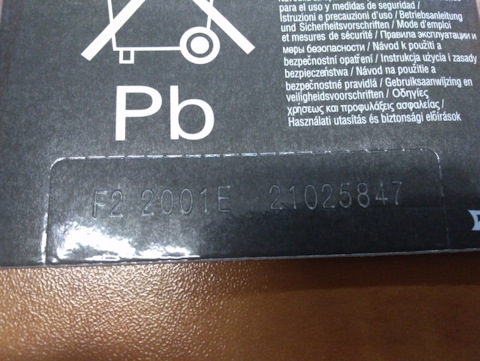 para el uso y medidas de seguridad /
Istruzioni e precauzioni d'uso / Betriebsanleitung
und Sicherheitsvorschriften / Mode d'emploi
et mesures de sécurité / Правила эксплуатации и
меры безопасности / Návod k použití a
bezpečnostní opatření / Instrukcja użycia i zasady
bezpieczeństwa / Návod na použitie a
bezpečnostné pravidlá / Gebruiksaanwijzing en
veiligheidsvoorschriften / Οδηγίες
χρήσεως και προφυλάξεις ασφαλείας /
Használati utasítás és biztonsági előírások
Pb
F2 2001E 21025847